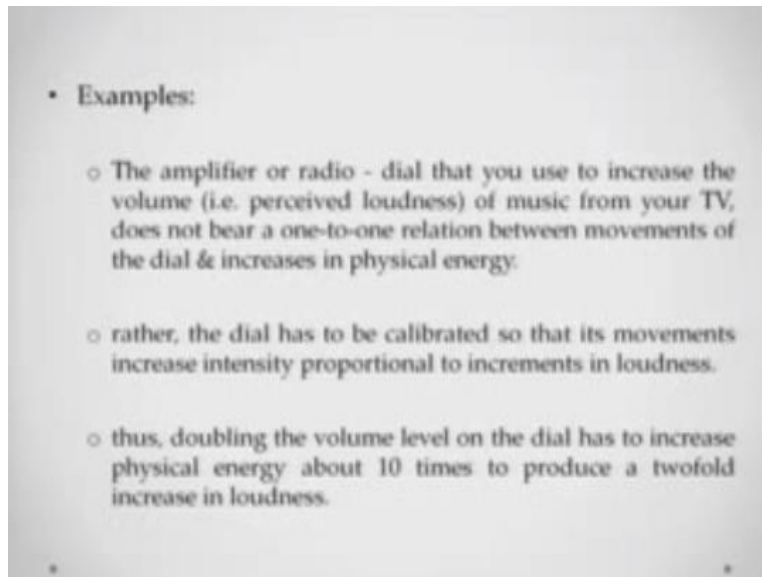 • Examples:
o The amplifier or radio - dial that you use to increase the
volume (i.e. perceived loudness) of music from your TV,
does not bear a one-to-one relation between movements of
the dial & increases in physical energy.
o rather, the dial has to be calibrated so that its movements
increase intensity proportional to increments in loudness.
o thus, doubling the volume level on the dial has to increase
physical energy about 10 times to produce a twofold
increase in loudness.